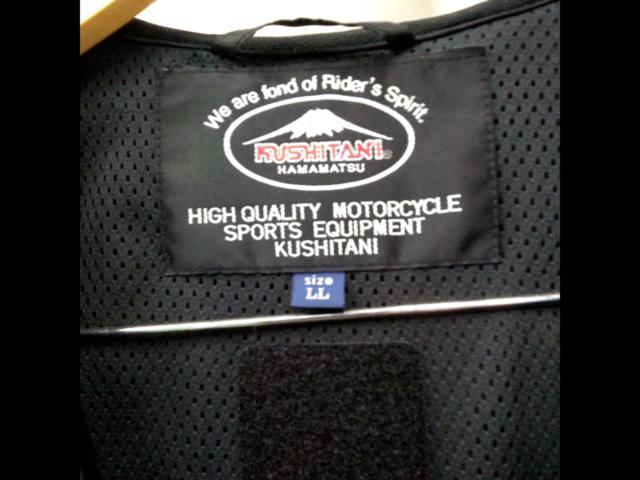 We are fond of Rider's Spirit.
KUSHITANI
HAMAMATSU
HIGH QUALITY MOTORCYCLE
SPORTS EQUIPMENT
KUSHITANI
size
LL